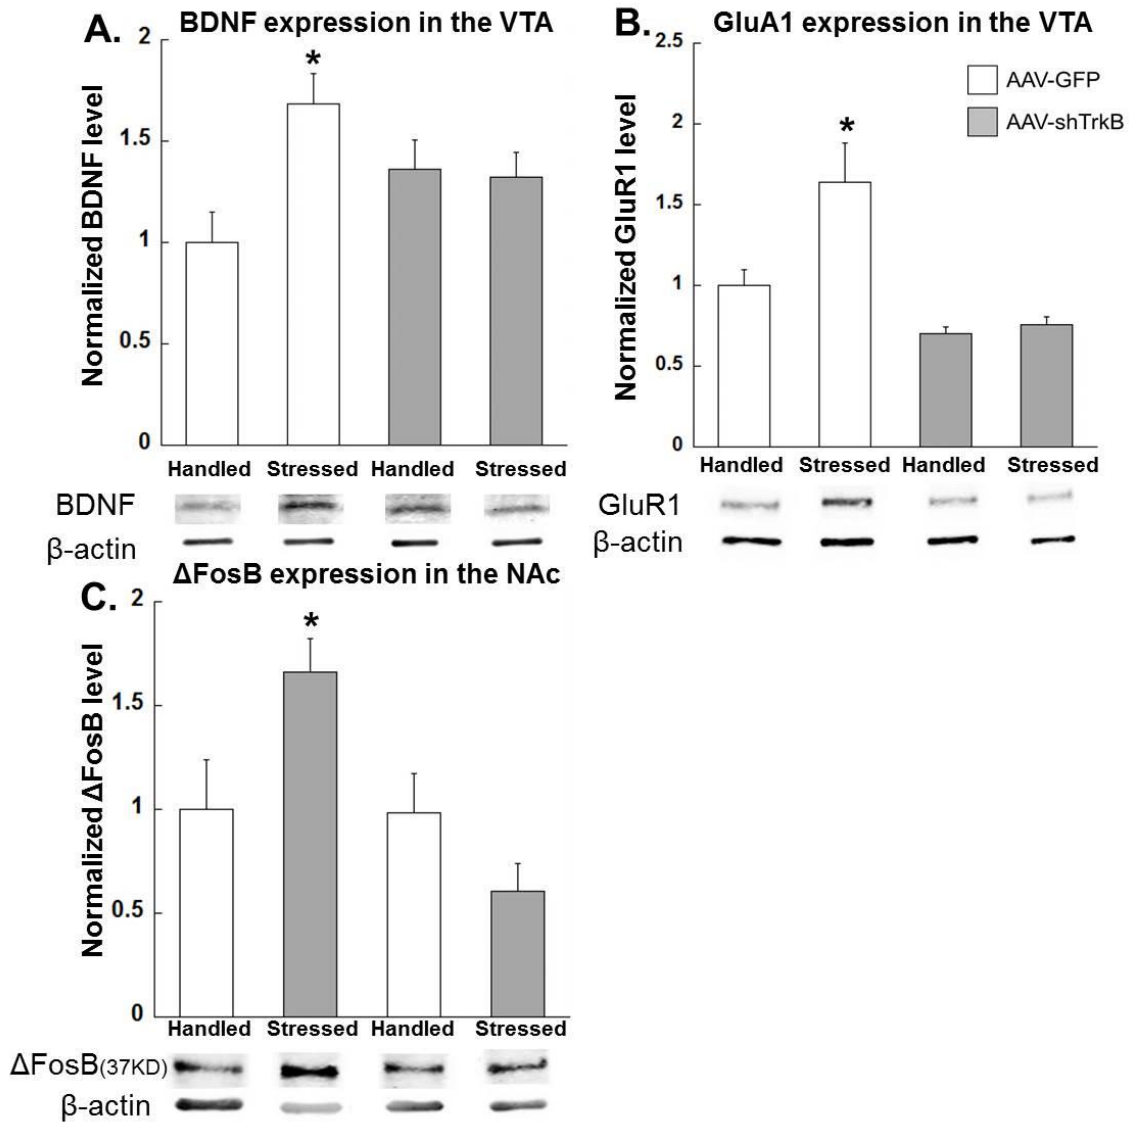 A.
BDNF expression in the VTA
Normalized BDNF level
2
1.5
1
0.5
0
*
Handled Stressed Handled Stressed
BDNF
β-actin
B.
GluA1 expression in the VTA
Normalized GluR1 level
2.5
2
1.5
1
0.5
0
*
AAV-GFP
AAV-shTrkB
Handled Stressed Handled Stressed
GluR1
β-actin
C.
ΔFosB expression in the NAc
Normalized ΔFosB level
2
1.5
1
0.5
0
*
Handled Stressed Handled Stressed
ΔFosB(37KD)
β-actin